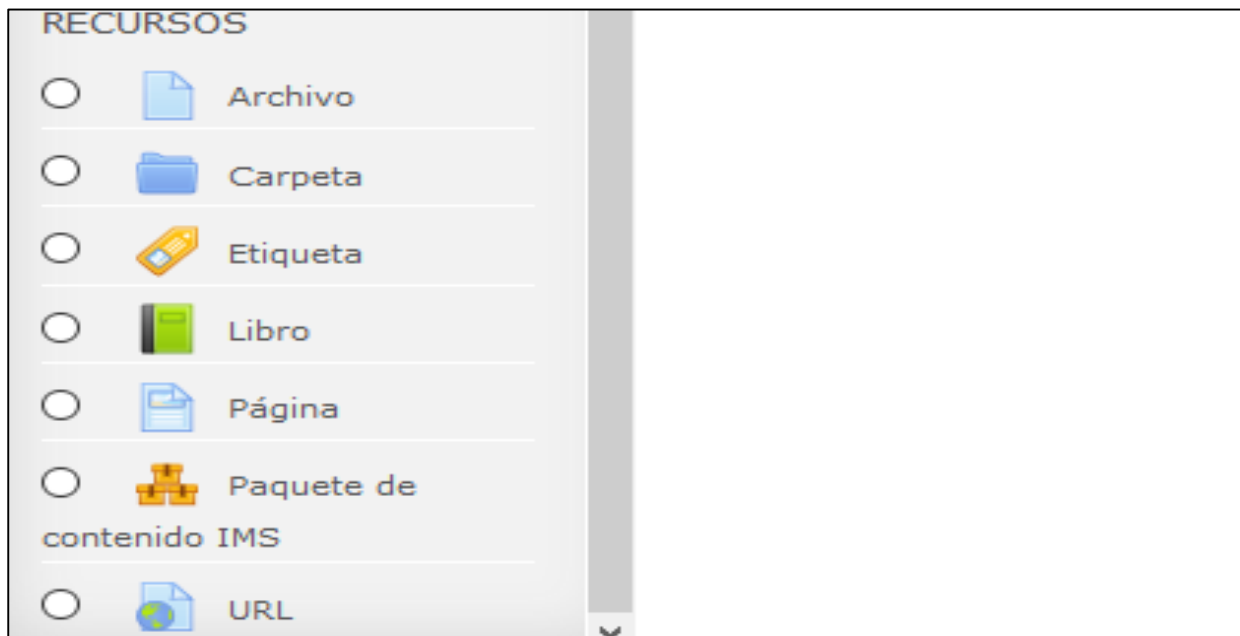 RECURSOS
Archivo
Carpeta
Etiqueta
Libro
Página
Paquete de
contenido IMS
URL